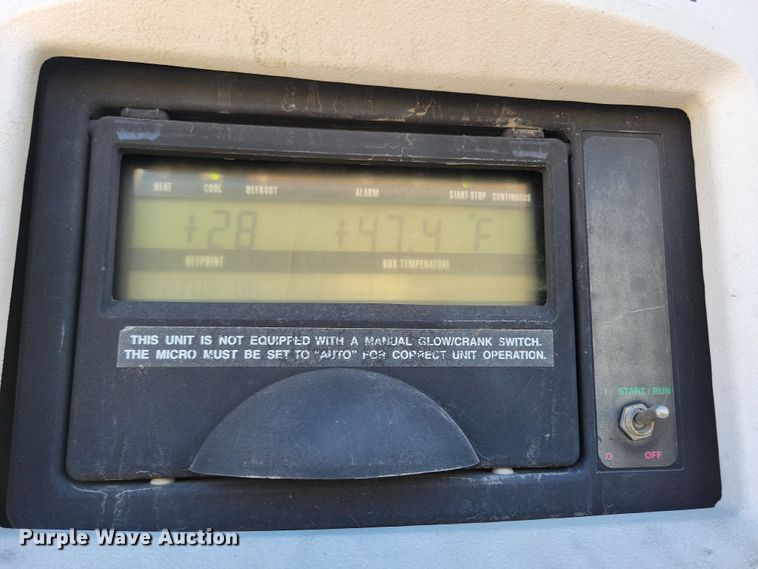 HEAT COOL DEFROST ALARM START-STOP CONTINUOUS
+28 +47.4 °F
SETPOINT BOX TEMPERATURE
STATUS OK
THIS UNIT IS NOT EQUIPPED WITH A MANUAL GLOW/CRANK SWITCH.
THE MICRO MUST BE SET TO "AUTO" FOR CORRECT UNIT OPERATION.
I START/RUN
O OFF
Purple Wave Auction